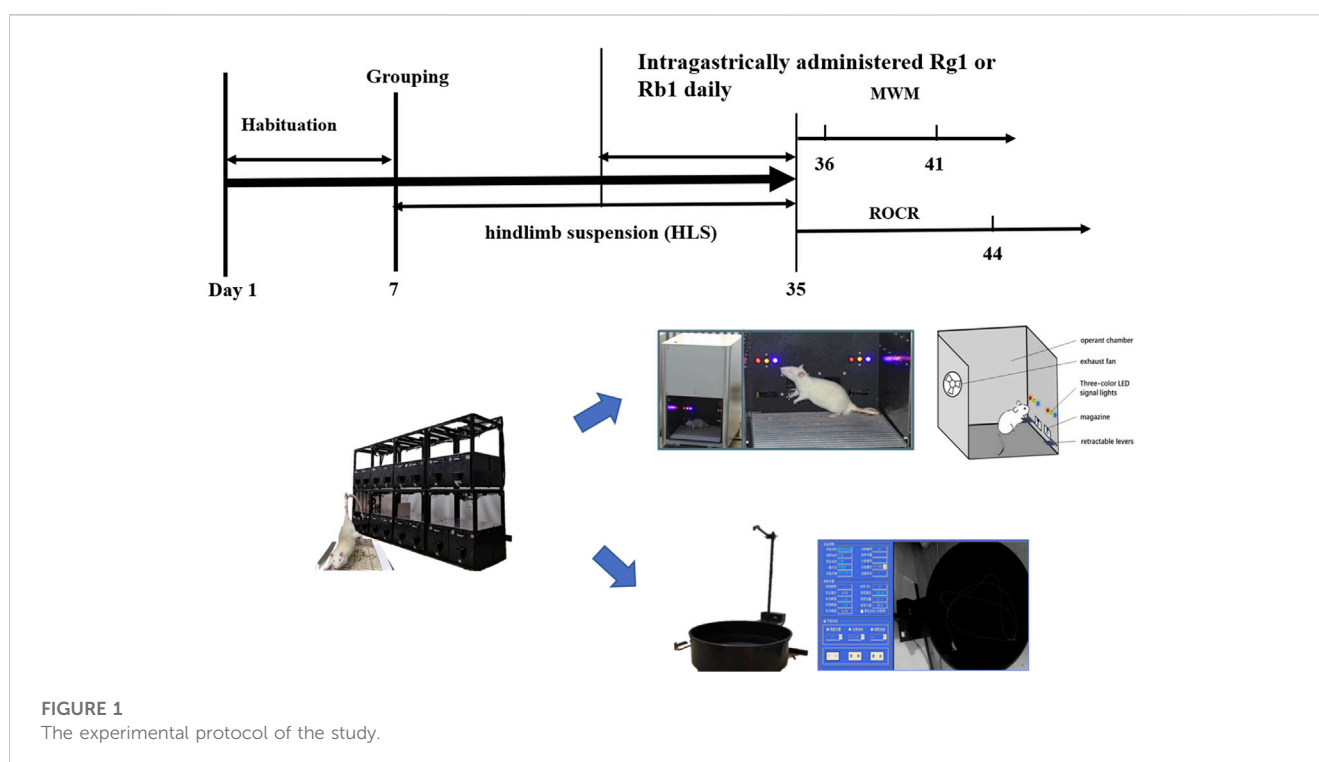 Intragastrically administered Rg1 or
Rb1 daily
Grouping
MWM
Habituation
36
41
ROCR
hindlimb suspension (HLS)
44
Day 1
7
35
operant chamber
exhaust fan
Three-color LED
signal lights
magazine
retractable levers
FIGURE 1
The experimental protocol of the study.